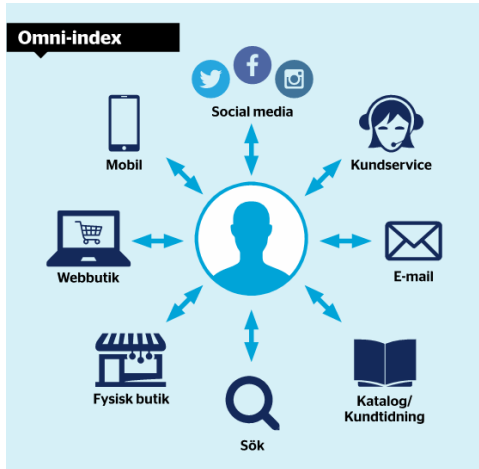 Omni-index
Social media
Mobil
Kundservice
Webbutik
E-mail
Fysisk butik
Katalog/
Kundtidning
Sök